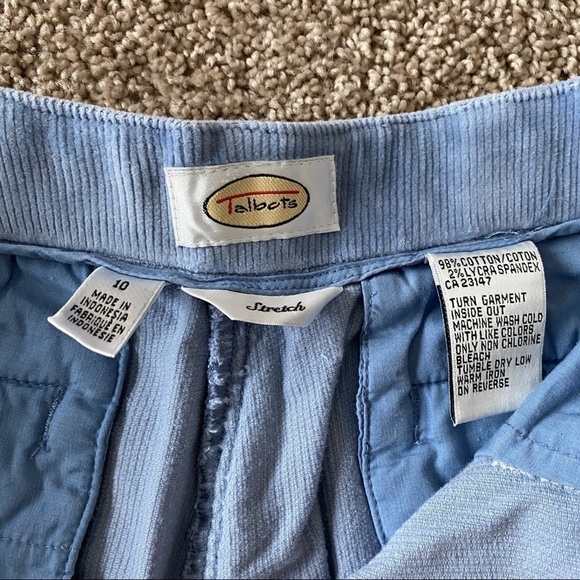 Talbots
10
MADE IN
INDONESIA
FABRIQUÉ EN
INDONESIE
Stretch
98% COTTON/COTON
2% LYCRA SPANDEX
CA 23147
TURN GARMENT
INSIDE OUT
MACHINE WASH COLD
WITH LIKE COLORS
ONLY NON CHLORINE
BLEACH
TUMBLE DRY LOW
WARM IRON
ON REVERSE